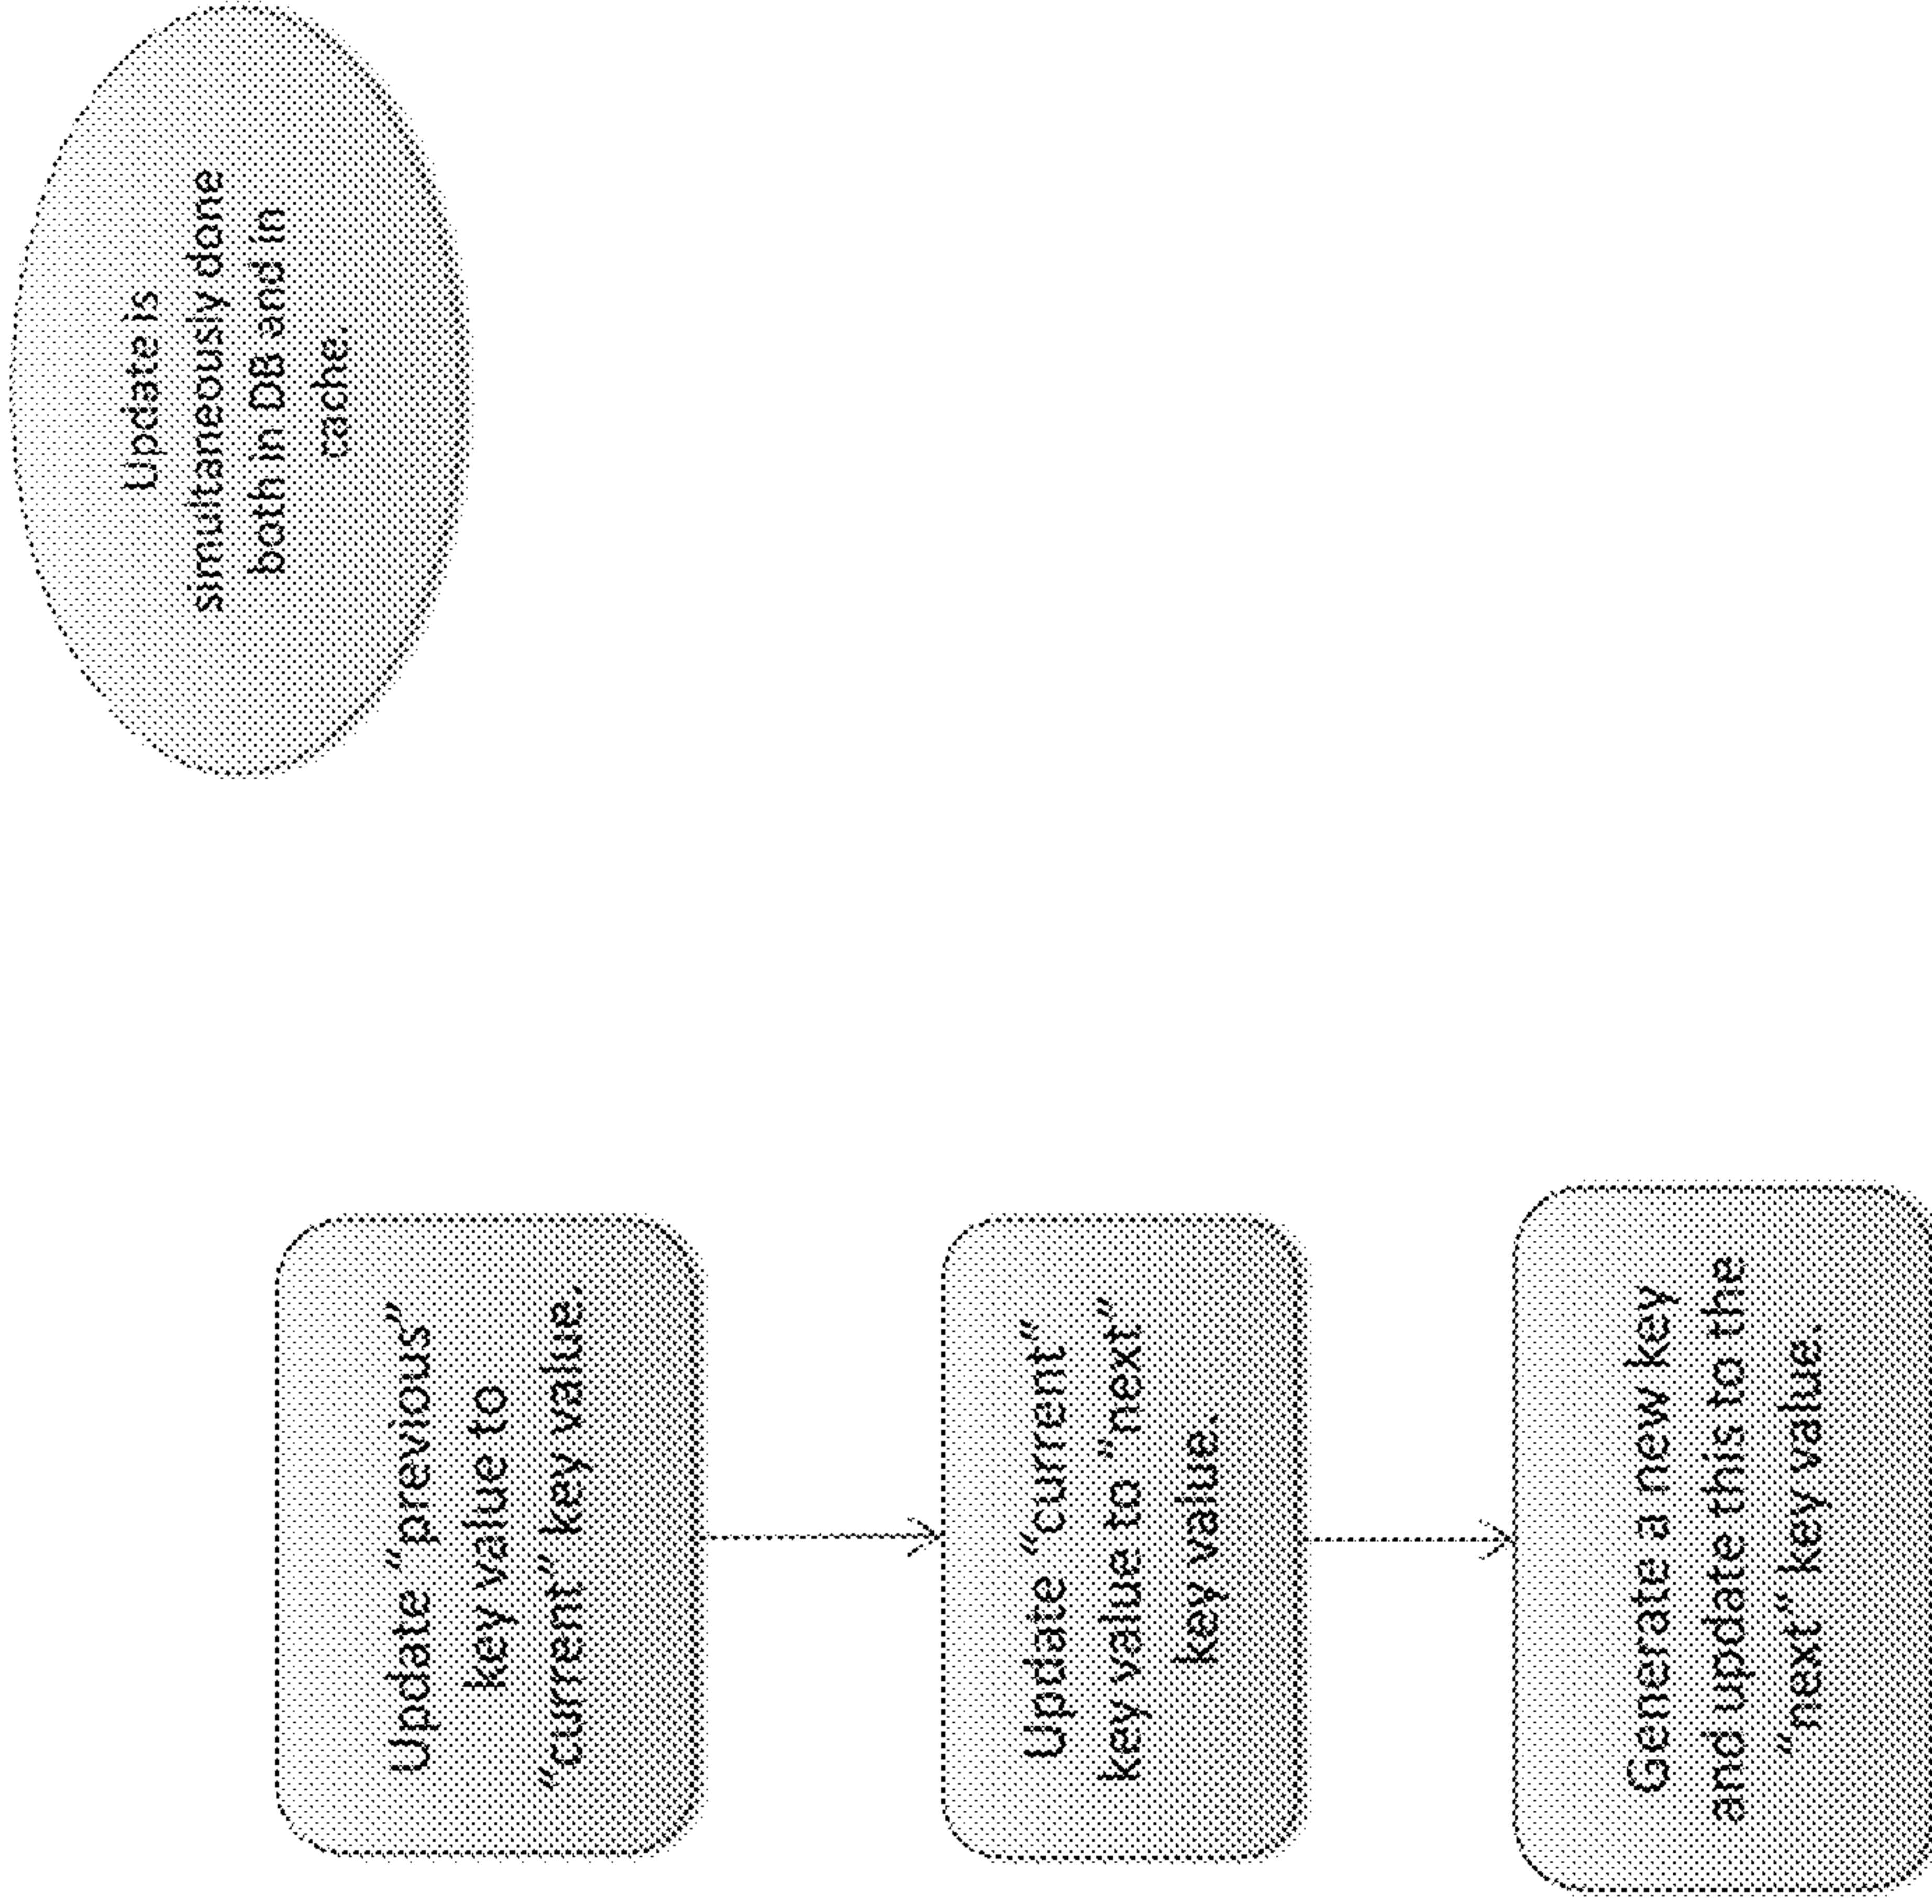 Update is
simultaneously done
both in DB and in
cache.
Update “previous”
key value to
“current” key value.
Update “current”
key value to “next”
key value.
Generate a new key
and update this to the
“next” key value.